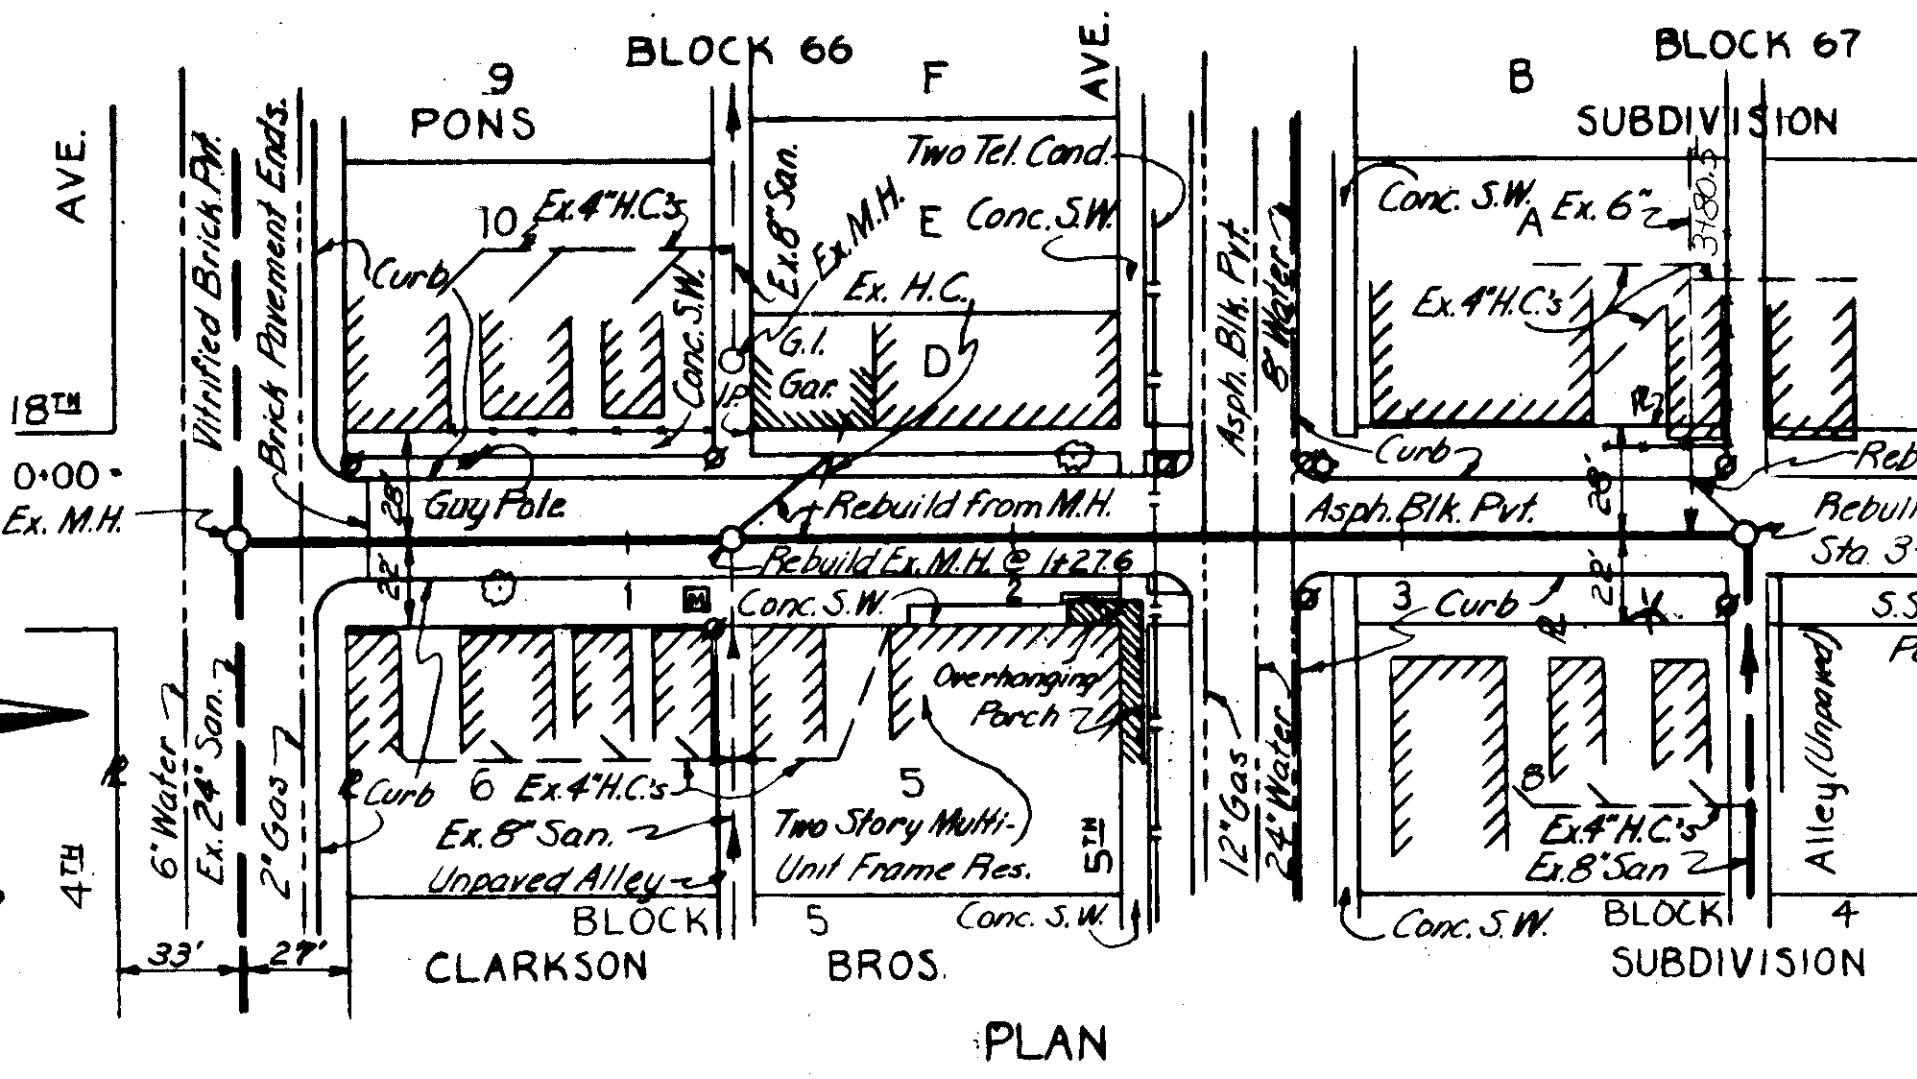 BLOCK 66
BLOCK 67
9
PONS
F
AVE.
B
SUBDIVISION
AVE.
Vitrified Brick Pvt.
Brick Pavement Ends.
Two Tel. Cond.
10
Ex. 4" H.C.'s
Ex. 8" San.
Ex. M.H.
E
Conc. S.W.
Conc. S.W.
A
Ex. 6"
3+80.5
Curb
Conc. S.W.
Ex. H.C.
Asph. Blk. Pvt.
8" Water
Ex. 4" H.C.'s
G.I.
Gar.
D
I.P.
18TH
0+00
Ex. M.H.
28'
Guy Pole
Rebuild from M.H.
Curb
Asph. Blk. Pvt.
28'
Reb
Rebuil
Sta. 3
22'
Rebuild Ex. M.H. @ 1+27.6
1
M
Conc. S.W.
2
3
Curb
22'
S.S
Overhanging
Porch
6" Water
Ex. 24" San.
2" Gas
Curb
6
Ex. 4" H.C.'s
5
12" Gas
24" Water
8
Ex. 4" H.C.'s
Alley (Unpaved)
Ex. 8" San.
Two Story Multi-
Unit Frame Res.
5TH
Ex. 8" San
4TH
Unpaved Alley
BLOCK
5
Conc. S.W.
Conc. S.W.
BLOCK
4
33'
27'
CLARKSON
BROS.
SUBDIVISION
PLAN